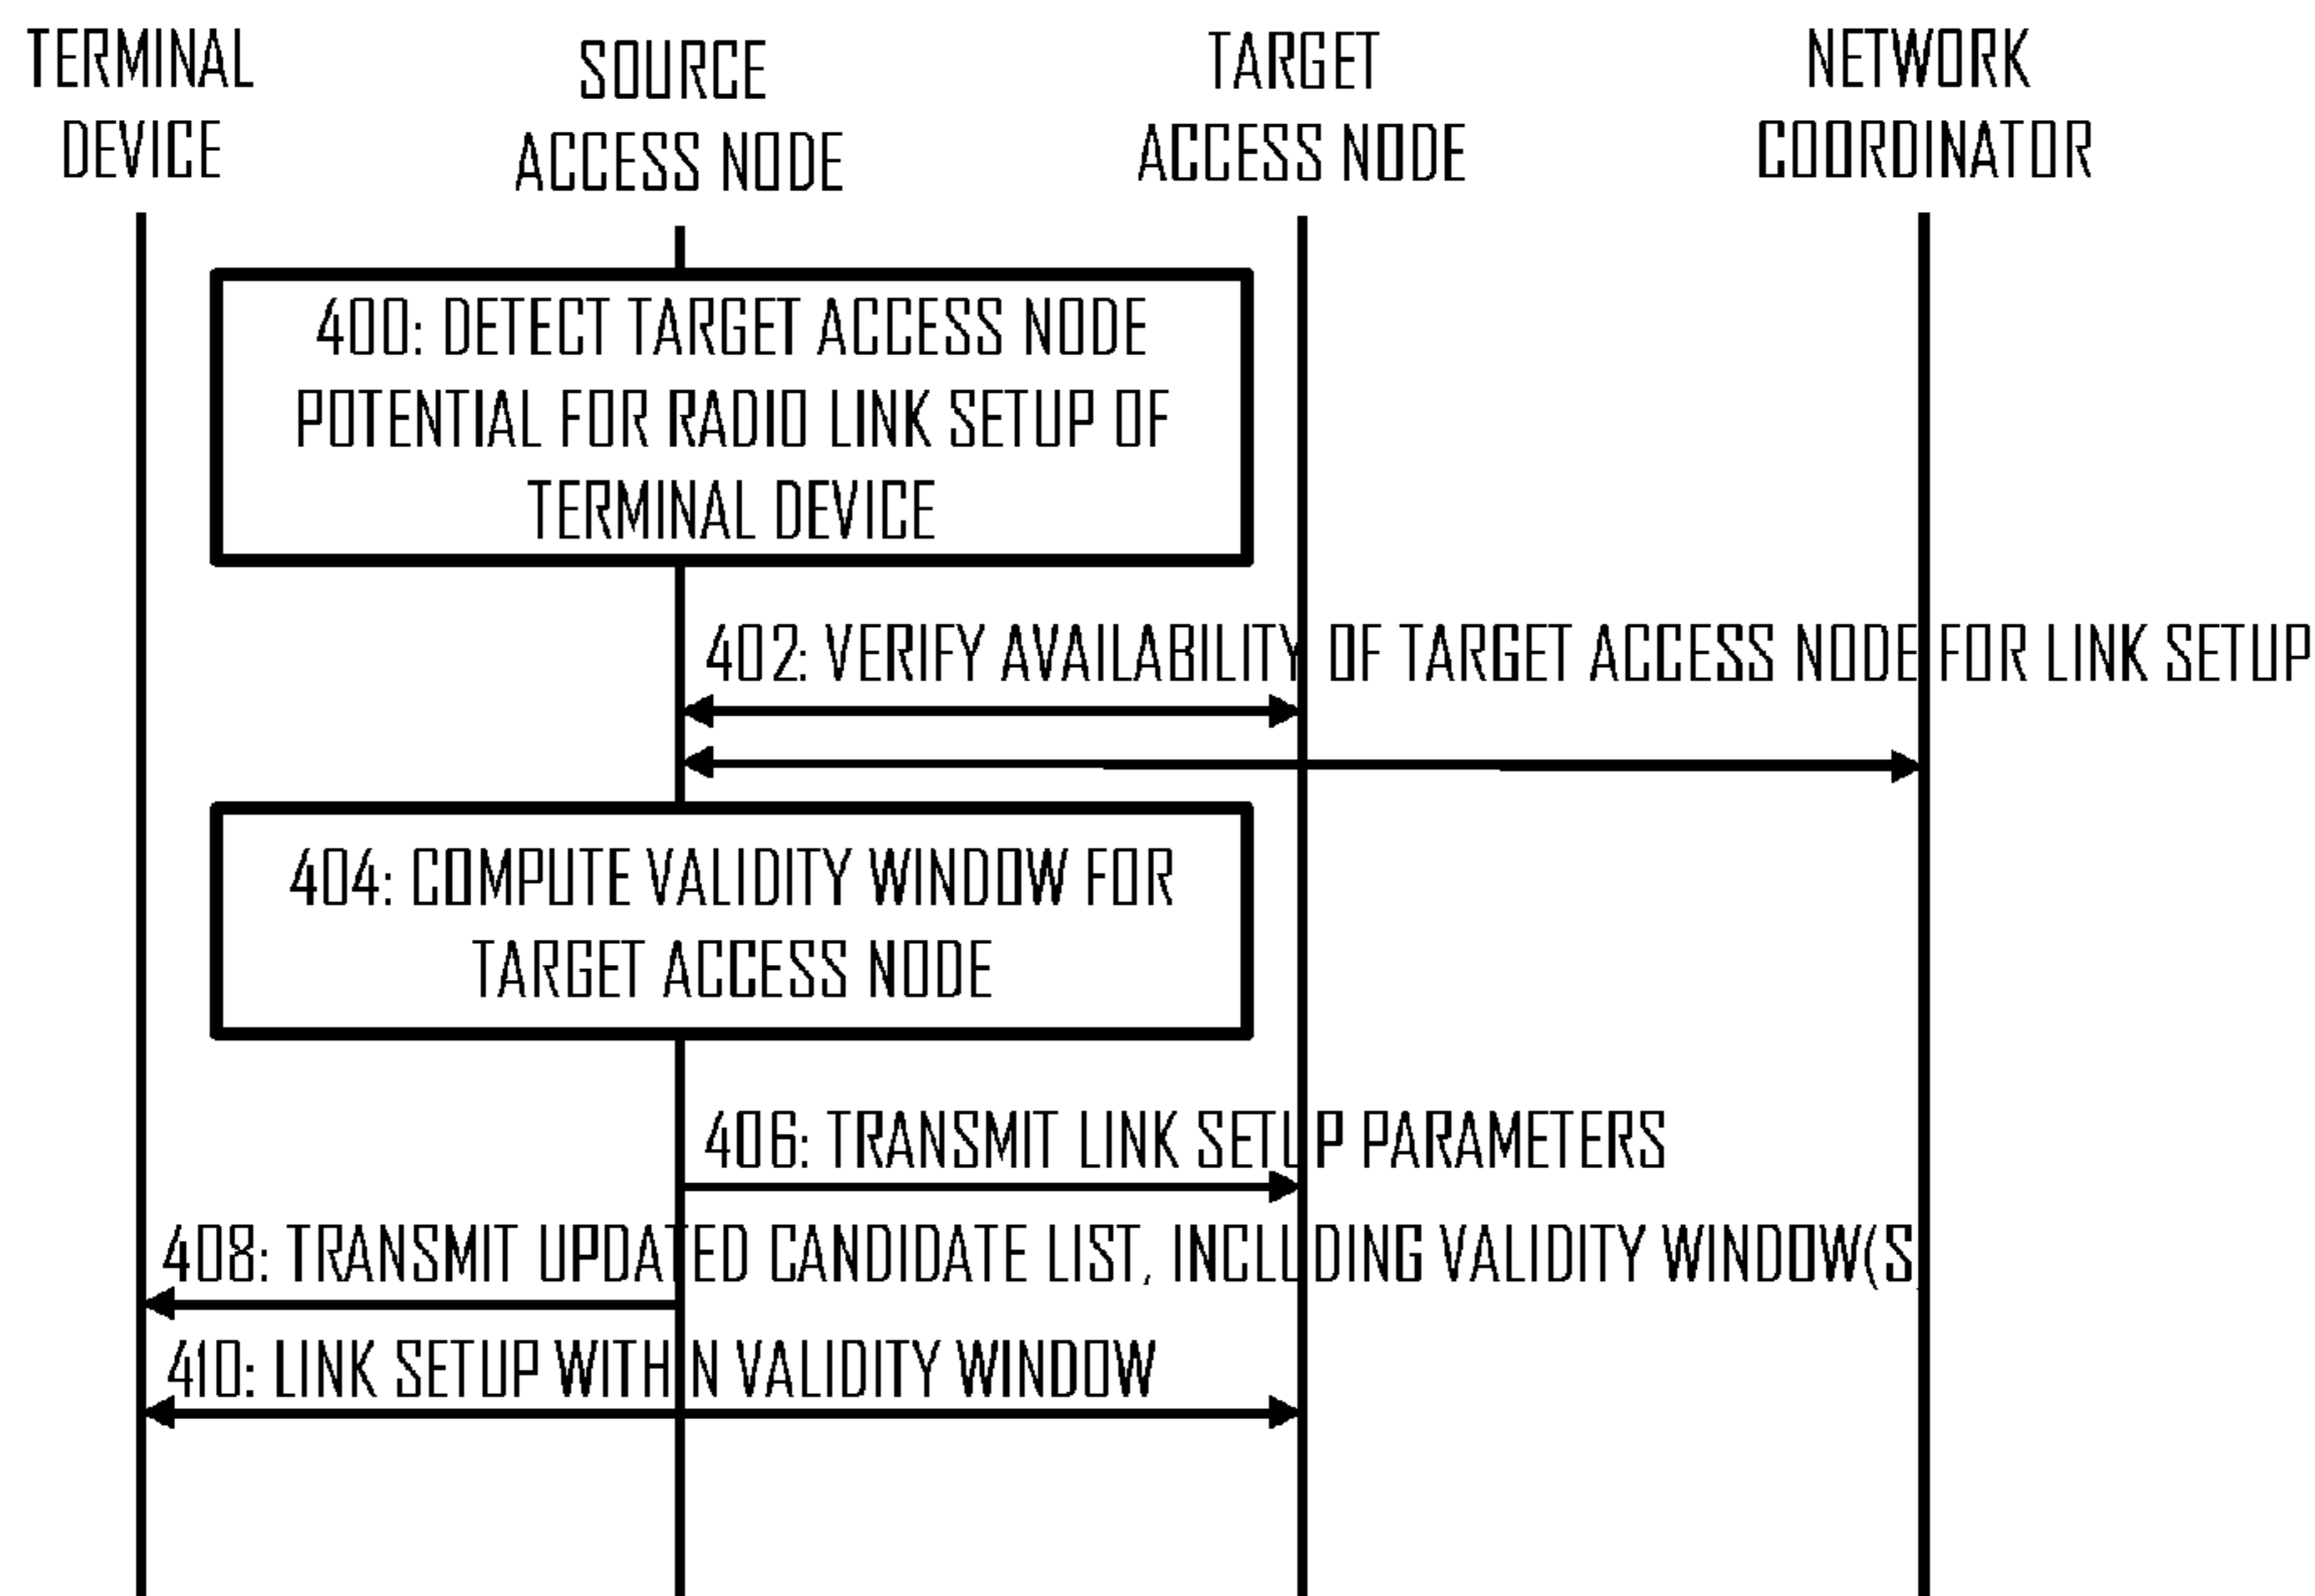 TERMINAL
DEVICE
SOURCE
ACCESS NODE
TARGET
ACCESS NODE
NETWORK
COORDINATOR
400: DETECT TARGET ACCESS NODE
POTENTIAL FOR RADIO LINK SETUP OF
TERMINAL DEVICE
402: VERIFY AVAILABILITY OF TARGET ACCESS NODE FOR LINK SETUP
404: COMPUTE VALIDITY WINDOW FOR
TARGET ACCESS NODE
406: TRANSMIT LINK SETUP PARAMETERS
408: TRANSMIT UPDATED CANDIDATE LIST, INCLUDING VALIDITY WINDOW(S)
410: LINK SETUP WITHIN VALIDITY WINDOW